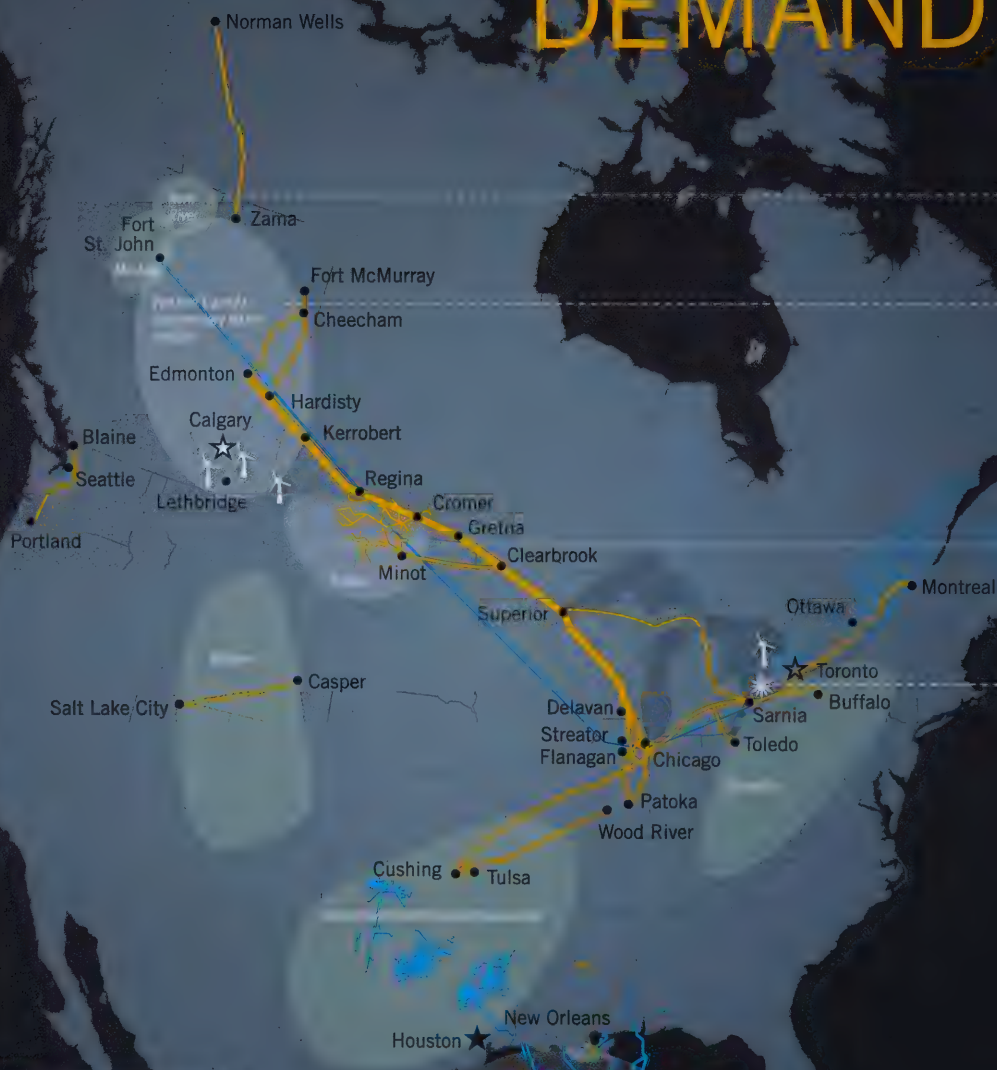 DEMAND
Norman Wells
Zama
Fort
St. John
Fort McMurray
Cheecham
Edmonton
Hardisty
Calgary
Kerrobert
Blaine
Seattle
Regina
Lethbridge
Cromer
Portland
Gretna
Clearbrook
Minot
Montreal
Superior
Ottawa
Toronto
Casper
Buffalo
Salt Lake City
Delavan
Sarnia
Streator
Toledo
Flanagan
Chicago
Patoka
Wood River
Cushing
Tulsa
New Orleans
Houston